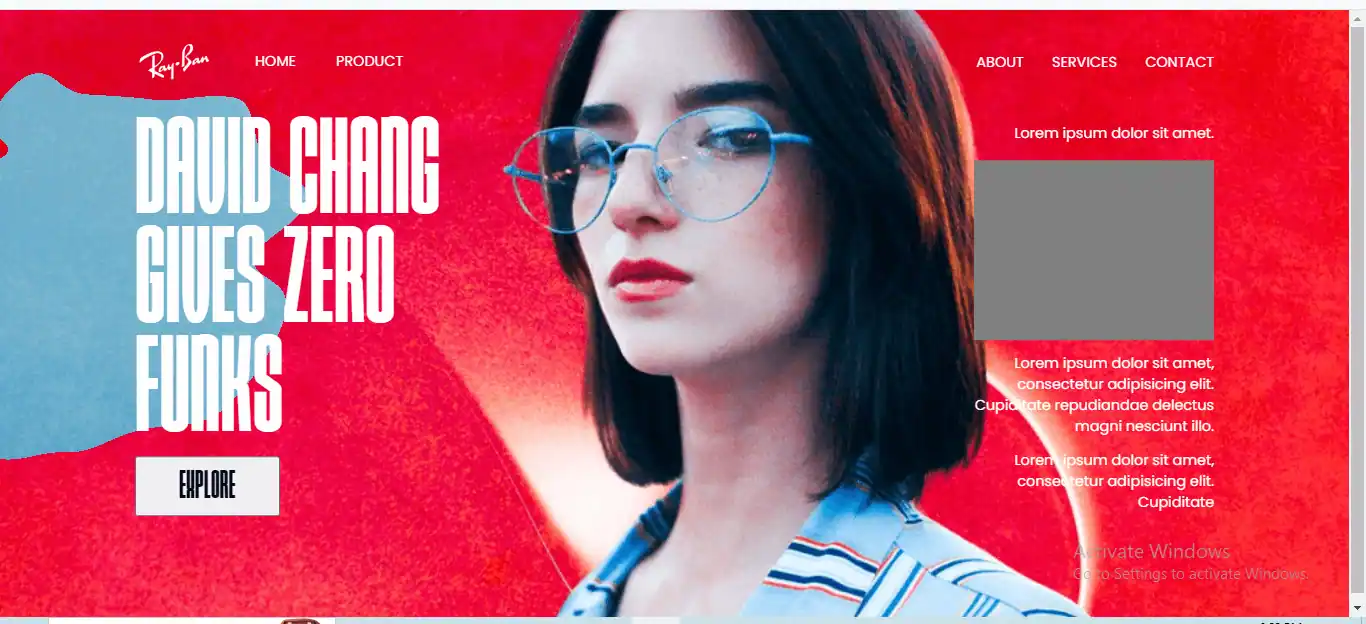 Ray-Ban
HOME
PRODUCT
ABOUT
SERVICES
CONTACT
DAVID CHANG
GIVES ZERO
FUNKS
EXPLORE
Lorem ipsum dolor sit amet.
Lorem ipsum dolor sit amet,
consectetur adipisicing elit.
Cupiditate repudiandae delectus
magni nesciunt illo.
Lorem ipsum dolor sit amet,
consectetur adipisicing elit.
Cupiditate
Activate Windows
Go to Settings to activate Windows.